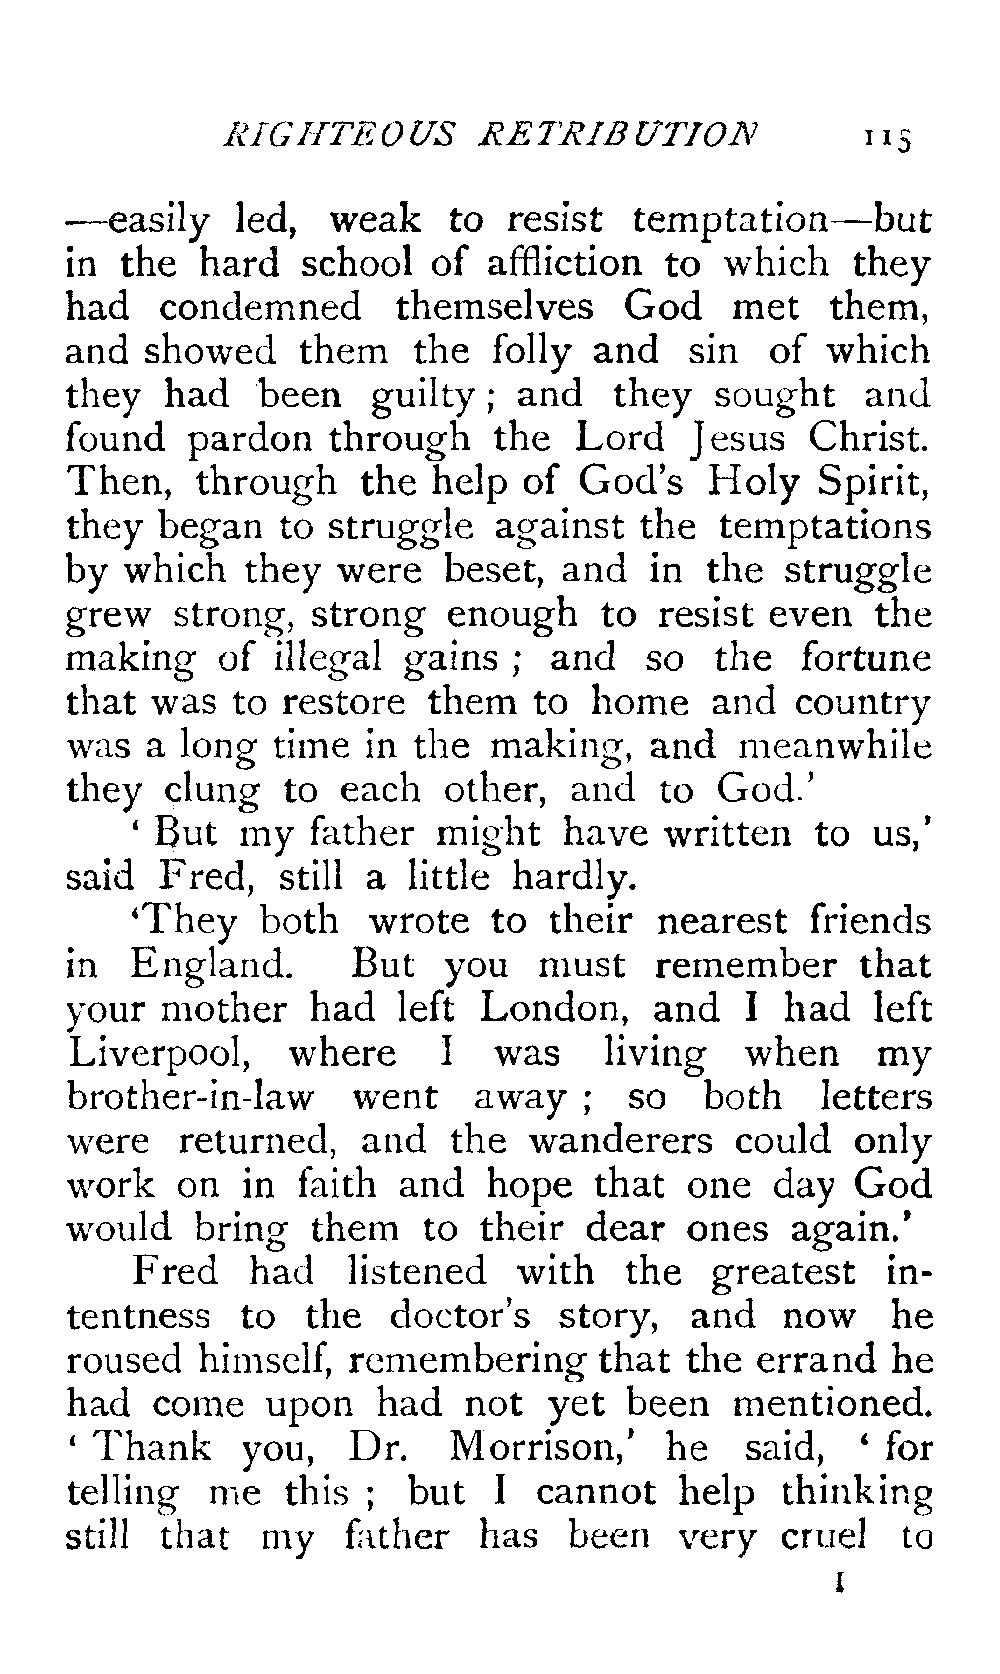 RIGHTEOUS RETRIBUTION 115
—easily led, weak to resist temptation—but
in the hard school of affliction to which they
had condemned themselves God met them,
and showed them the folly and sin of which
they had been guilty ; and they sought and
found pardon through the Lord Jesus Christ.
Then, through the help of God's Holy Spirit,
they began to struggle against the temptations
by which they were beset, and in the struggle
grew strong, strong enough to resist even the
making of illegal gains ; and so the fortune
that was to restore them to home and country
was a long time in the making, and meanwhile
they clung to each other, and to God.'
‘ But my father might have written to us,'
said Fred, still a little hardly.
‘They both wrote to their nearest friends
in England. But you must remember that
your mother had left London, and I had left
Liverpool, where I was living when my
brother-in-law went away ; so both letters
were returned, and the wanderers could only
work on in faith and hope that one day God
would bring them to their dear ones again.'
Fred had listened with the greatest in-
tentness to the doctor's story, and now he
roused himself, remembering that the errand he
had come upon had not yet been mentioned.
‘ Thank you, Dr. Morrison,' he said, ‘ for
telling me this ; but I cannot help thinking
still that my father has been very cruel to
I